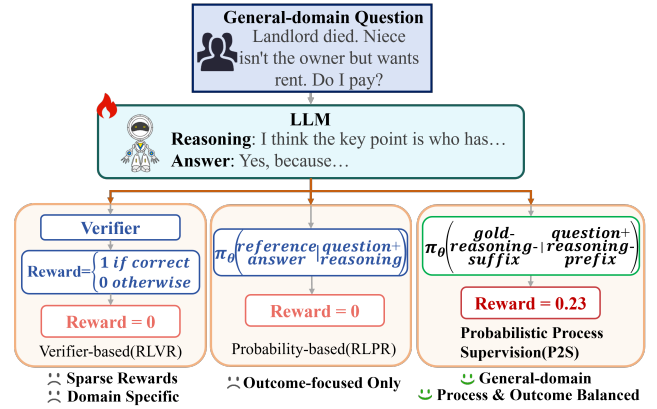 General-domain Question
Landlord died. Niece
isn't the owner but wants
rent. Do I pay?
LLM
Reasoning: I think the key point is who has…
Answer: Yes, because…
Verifier
Reward={1 if correct
0 otherwise
Reward = 0
Verifier-based(RLVR)
Sparse Rewards
Domain Specific
πθ(reference answer | question+ reasoning)
Reward = 0
Probability-based(RLPR)
Outcome-focused Only
πθ(gold-reasoning-suffix | question+ reasoning-prefix)
Reward = 0.23
Probabilistic Process
Supervision(P2S)
General-domain
Process & Outcome Balanced